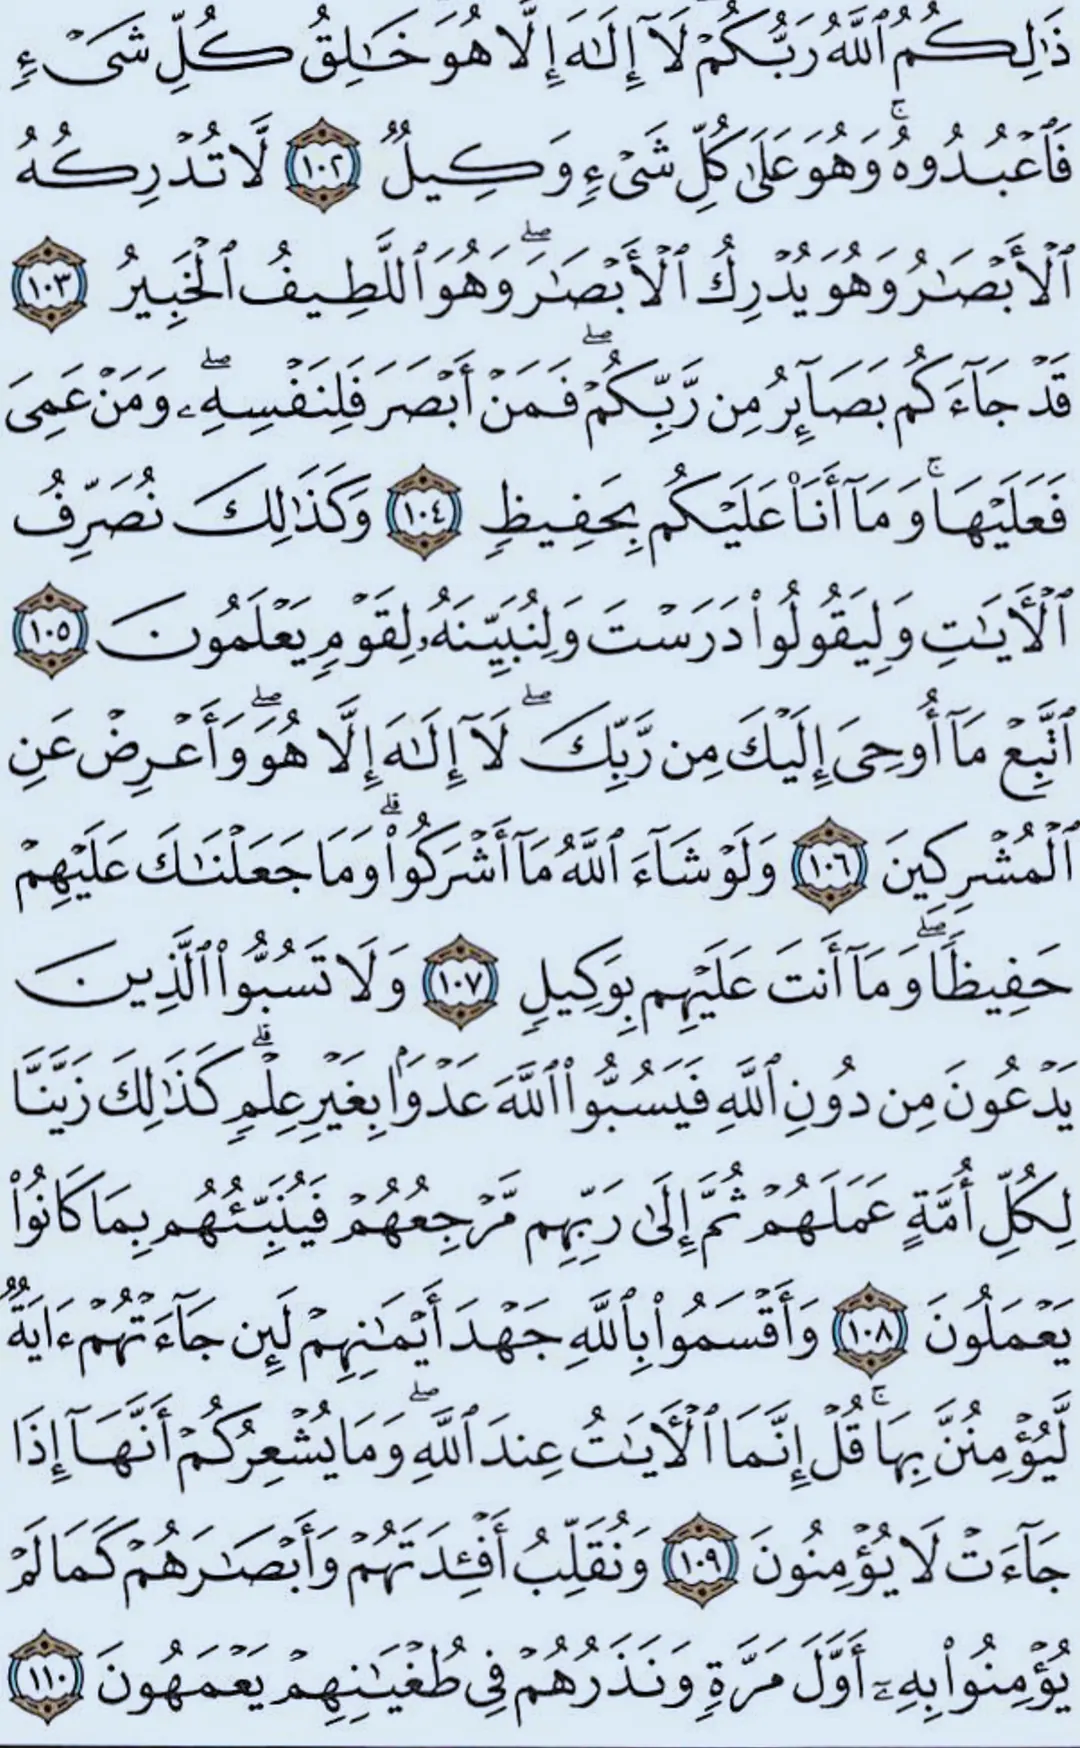 ذَٰلِكُمُ ٱللَّهُ رَبُّكُمْ لَآ إِلَٰهَ إِلَّا هُوَ خَٰلِقُ كُلِّ شَىْءٍ
فَٱعْبُدُوهُ ۚ وَهُوَ عَلَىٰ كُلِّ شَىْءٍ وَكِيلٌ ١٠٢ لَّا تُدْرِكُهُ
ٱلْأَبْصَٰرُ وَهُوَ يُدْرِكُ ٱلْأَبْصَٰرَ ۖ وَهُوَ ٱللَّطِيفُ ٱلْخَبِيرُ ١٠٣
قَدْ جَآءَكُم بَصَآئِرُ مِن رَّبِّكُمْ ۖ فَمَنْ أَبْصَرَ فَلِنَفْسِهِۦ ۖ وَمَنْ عَمِىَ
فَعَلَيْهَا ۚ وَمَآ أَنَا۠ عَلَيْكُم بِحَفِيظٍ ١٠٤ وَكَذَٰلِكَ نُصَرِّفُ
ٱلْءَايَٰتِ وَلِيَقُولُوا۟ دَرَسْتَ وَلِنُبَيِّنَهُۥ لِقَوْمٍ يَعْلَمُونَ ١٠٥
ٱتَّبِعْ مَآ أُوحِىَ إِلَيْكَ مِن رَّبِّكَ ۖ لَآ إِلَٰهَ إِلَّا هُوَ ۖ وَأَعْرِضْ عَنِ
ٱلْمُشْرِكِينَ ١٠٦ وَلَوْ شَآءَ ٱللَّهُ مَآ أَشْرَكُوا۟ ۗ وَمَا جَعَلْنَٰكَ عَلَيْهِمْ
حَفِيظًا ۖ وَمَآ أَنتَ عَلَيْهِم بِوَكِيلٍ ١٠٧ وَلَا تَسُبُّوا۟ ٱلَّذِينَ
يَدْعُونَ مِن دُونِ ٱللَّهِ فَيَسُبُّوا۟ ٱللَّهَ عَدْوًۢا بِغَيْرِ عِلْمٍ ۗ كَذَٰلِكَ زَيَّنَّا
لِكُلِّ أُمَّةٍ عَمَلَهُمْ ثُمَّ إِلَىٰ رَبِّهِم مَّرْجِعُهُمْ فَيُنَبِّئُهُم بِمَا كَانُوا۟
يَعْمَلُونَ ١٠٨ وَأَقْسَمُوا۟ بِٱللَّهِ جَهْدَ أَيْمَٰنِهِمْ لَئِن جَآءَتْهُمْ ءَايَةٌ
لَّيُؤْمِنُنَّ بِهَا ۚ قُلْ إِنَّمَا ٱلْءَايَٰتُ عِندَ ٱللَّهِ ۖ وَمَا يُشْعِرُكُمْ أَنَّهَآ إِذَا
جَآءَتْ لَا يُؤْمِنُونَ ١٠٩ وَنُقَلِّبُ أَفْـِٔدَتَهُمْ وَأَبْصَٰرَهُمْ كَمَا لَمْ
يُؤْمِنُوا۟ بِهِۦٓ أَوَّلَ مَرَّةٍ وَنَذَرُهُمْ فِى طُغْيَٰنِهِمْ يَعْمَهُونَ ١١٠